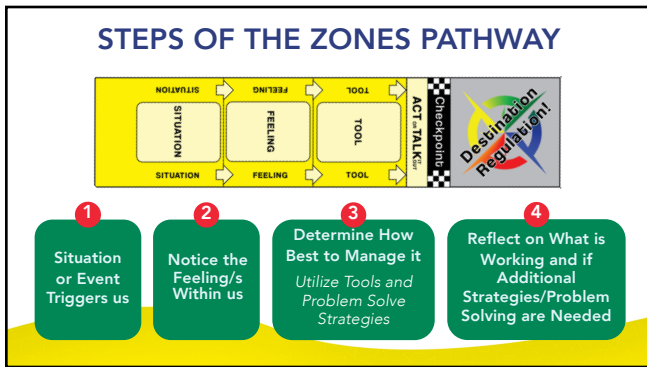 STEPS OF THE ZONES PATHWAY
SITUATION FEELING TOOL
SITUATION FEELING TOOL
ACT OR TALK IT OUT
Checkpoint
Destination
Regulation!
SITUATION FEELING TOOL
1
Situation
or Event
Triggers us
2
Notice the
Feeling/s
Within us
3
Determine How
Best to Manage it
Utilize Tools and
Problem Solve
Strategies
4
Reflect on What is
Working and if
Additional
Strategies/Problem
Solving are Needed